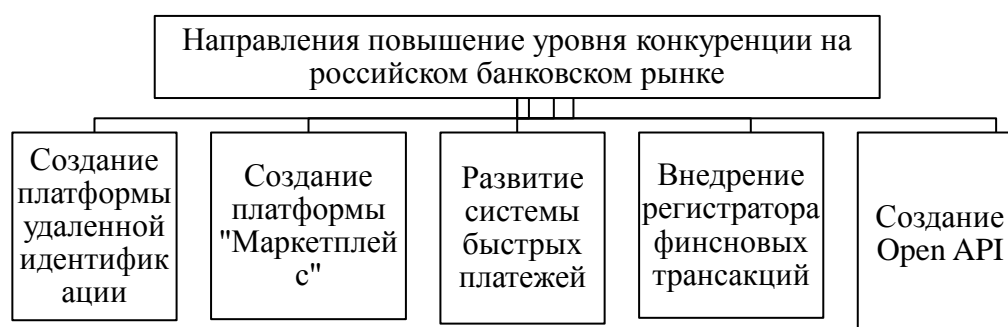 Направления повышение уровня конкуренции на
российском банковском рынке
Создание
платформы
удаленной
идентифик
ации
Создание
платформы
"Маркетплей
с"
Развитие
системы
быстрых
платежей
Внедрение
регистратора
финсновых
трансакций
Создание
Open API